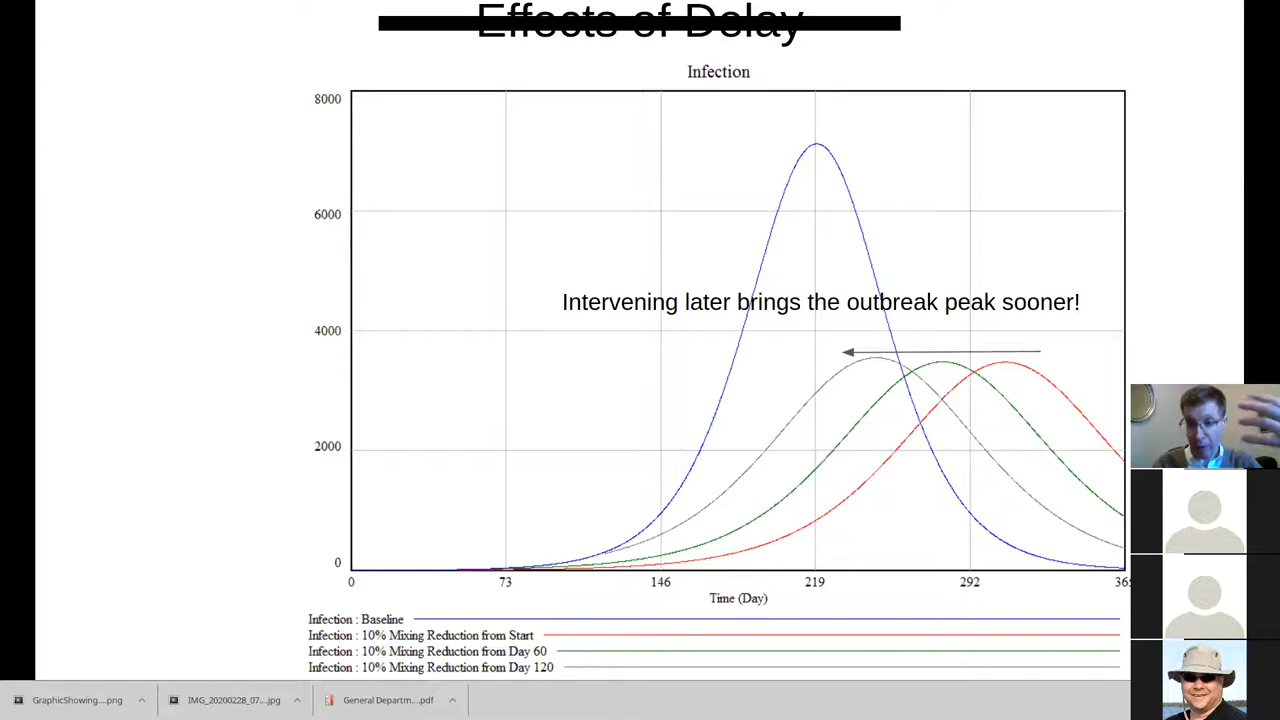 Effects of Delay
Infection
8000
6000
Intervening later brings the outbreak peak sooner!
4000
2000
0
0 73 146 219 292 365
Time (Day)
Infection : Baseline
Infection : 10% Mixing Reduction from Start
Infection : 10% Mixing Reduction from Day 60
Infection : 10% Mixing Reduction from Day 120
GraphicShowing....png IMG_20200228_07...jpg General Departm....pdf